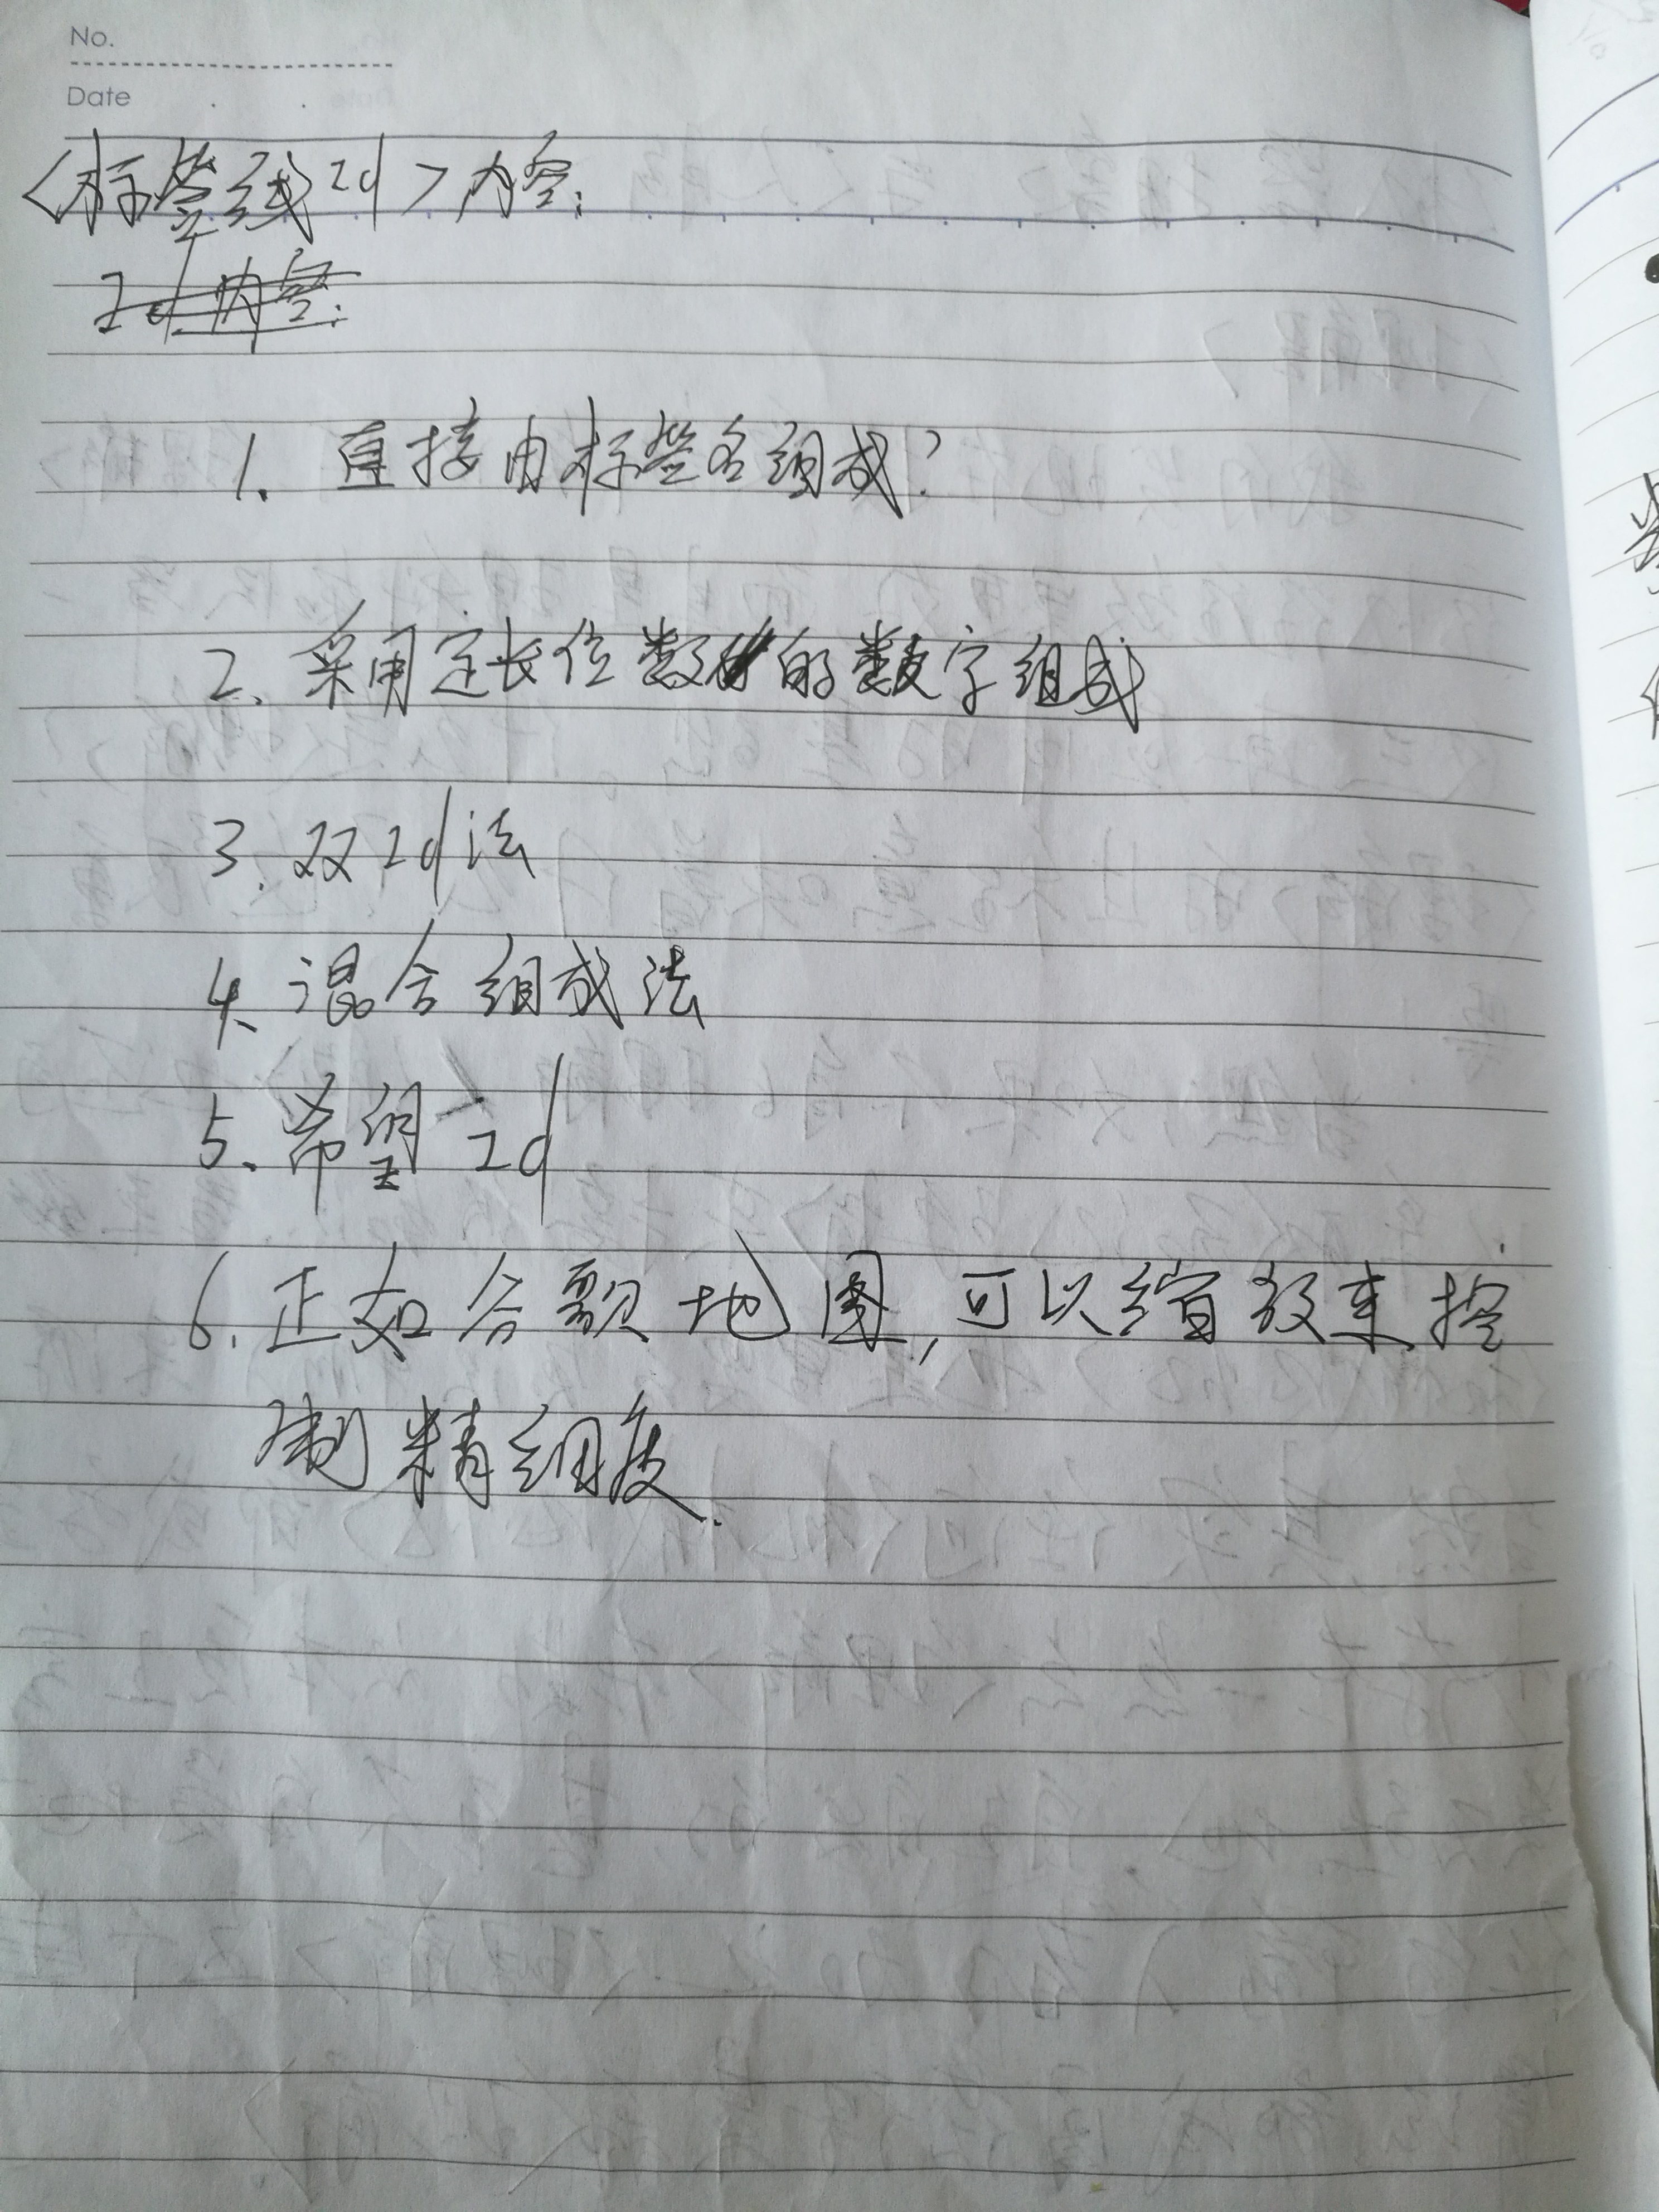 No.
Date
<标签线Id>内容:
Id内容:
1. 直接由标签名组成?
2. 采用定长位数的数字组成
3. 双Id法
4. 混合组成法
5. 希望Id
6. 正如谷歌地图,可以缩放来控
制精细度.